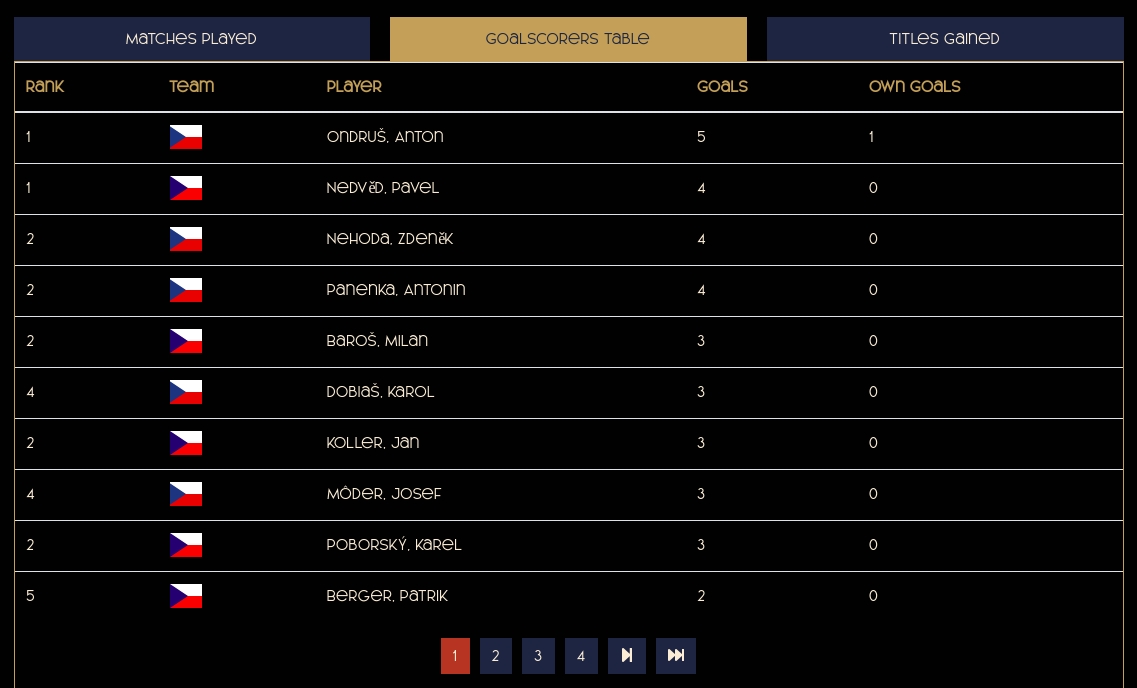 Matches Played Goalscorers Table Titles Gained
Rank Team Player Goals Own Goals
1 Ondruš, Anton 5 1
1 Nedvěd, Pavel 4 0
2 Nehoda, Zdeněk 4 0
2 Panenka, Antonin 4 0
2 Baroš, Milan 3 0
4 Dobiaš, Karol 3 0
2 Koller, Jan 3 0
4 Môder, Josef 3 0
2 Poborský, Karel 3 0
5 Berger, Patrik 2 0
1 2 3 4